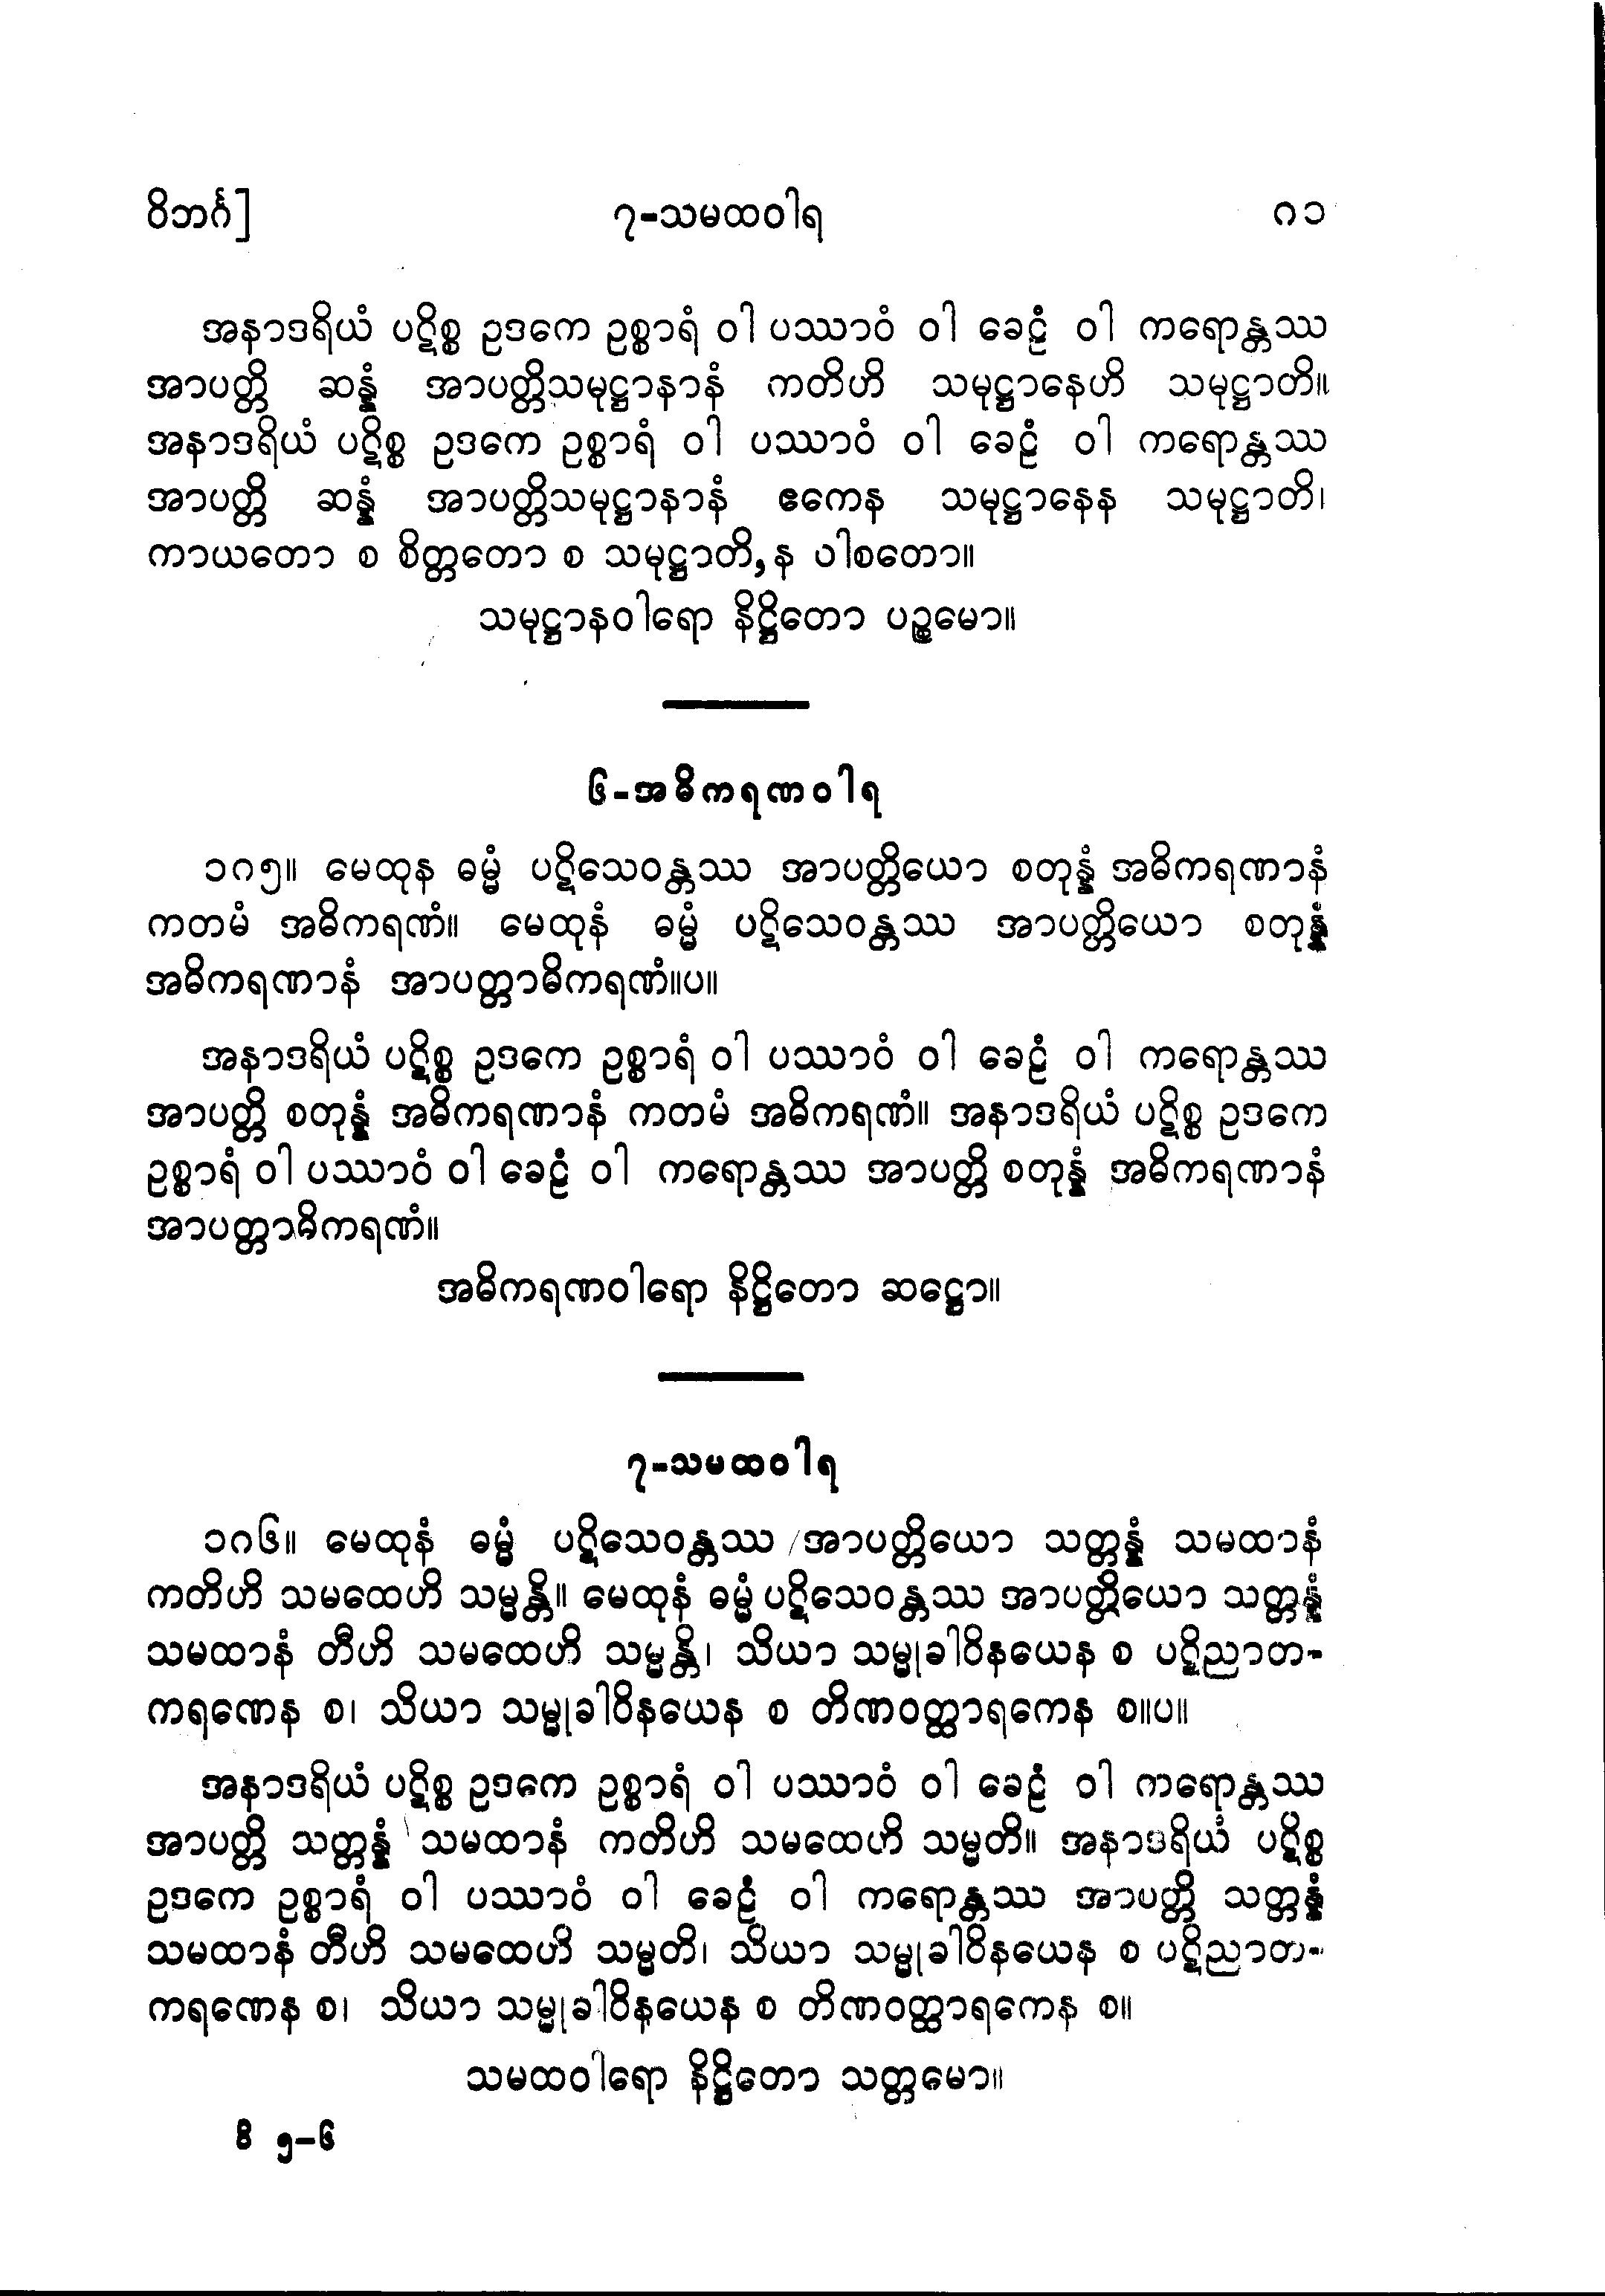 ဝိဘင်္ဂ]	၇-သမထဝါရ	၈၁
အနာဒရိယံ ပဋိစ္စ ဥဒကေ ဥစ္စာရံ ဝါ ပဿာဝံ ဝါ ခေဠံ ဝါ ကရောန္တဿ
အာပတ္တိ ဆန္နံ အာပတ္တိသမုဋ္ဌာနာနံ ကတိဟိ သမုဋ္ဌာနေဟိ သမုဋ္ဌာတိ။
အနာဒရိယံ ပဋိစ္စ ဥဒကေ ဥစ္စာရံ ဝါ ပဿာဝံ ဝါ ခေဠံ ဝါ ကရောန္တဿ
အာပတ္တိ ဆန္နံ အာပတ္တိသမုဋ္ဌာနာနံ ဧကေန သမုဋ္ဌာနေန သမုဋ္ဌာတိ၊
ကာယတော စ စိတ္တတော စ သမုဋ္ဌာတိ,န ဝါစတော။
သမုဋ္ဌာနဝါရော နိဋ္ဌိတော ပဉ္စမော။
၆-အဓိကရဏဝါရ
၁၈၅။ မေထုန ဓမ္မံ ပဋိသေဝန္တဿ အာပတ္တိယော စတုန္နံ အဓိကရဏာနံ
ကတမံ အဓိကရဏံ။ မေထုနံ ဓမ္မံ ပဋိသေဝန္တဿ အာပတ္တိယော စတုန္နံ
အဓိကရဏာနံ အာပတ္တာဓိကရဏံ။ပ။
အနာဒရိယံ ပဋိစ္စ ဥဒကေ ဥစ္စာရံ ဝါ ပဿာဝံ ဝါ ခေဠံ ဝါ ကရောန္တဿ
အာပတ္တိ စတုန္နံ အဓိကရဏာနံ ကတမံ အဓိကရဏံ။ အနာဒရိယံ ပဋိစ္စ ဥဒကေ
ဥစ္စာရံ ဝါ ပဿာဝံ ဝါ ခေဠံ ဝါ ကရောန္တဿ အာပတ္တိ စတုန္နံ အဓိကရဏာနံ
အာပတ္တာဓိကရဏံ။
အဓိကရဏဝါရော နိဋ္ဌိတော ဆဋ္ဌော။
၇-သမထဝါရ
၁၈၆။ မေထုနံ ဓမ္မံ ပဋိသေဝန္တဿ အာပတ္တိယော သတ္တန္နံ သမထာနံ
ကတိဟိ သမထေဟိ သမ္မန္တိ။ မေထုနံ ဓမ္မံ ပဋိသေဝန္တဿ အာပတ္တိယော သတ္တန္နံ
သမထာနံ တီဟိ သမထေဟိ သမ္မန္တိ၊ သိယာ သမ္မုခါဝိနယေန စ ပဋိညာတ-
ကရဏေန စ၊ သိယာ သမ္မုခါဝိနယေန စ တိဏဝတ္ထာရကေန စ။ပ။
အနာဒရိယံ ပဋိစ္စ ဥဒကေ ဥစ္စာရံ ဝါ ပဿာဝံ ဝါ ခေဠံ ဝါ ကရောန္တဿ
အာပတ္တိ သတ္တန္နံ သမထာနံ ကတိဟိ သမထေဟိ သမ္မတိ။ အနာဒရိယံ ပဋိစ္စ
ဥဒကေ ဥစ္စာရံ ဝါ ပဿာဝံ ဝါ ခေဠံ ဝါ ကရောန္တဿ အာပတ္တိ သတ္တန္နံ
သမထာနံ တီဟိ သမထေဟိ သမ္မတိ၊ သိယာ သမ္မုခါဝိနယေန စ ပဋိညာတ-
ကရဏေန စ၊ သိယာ သမ္မုခါဝိနယေန စ တိဏဝတ္ထာရကေန စ။
သမထဝါရော နိဋ္ဌိတော သတ္တမော။
ဝိ ၅-၆